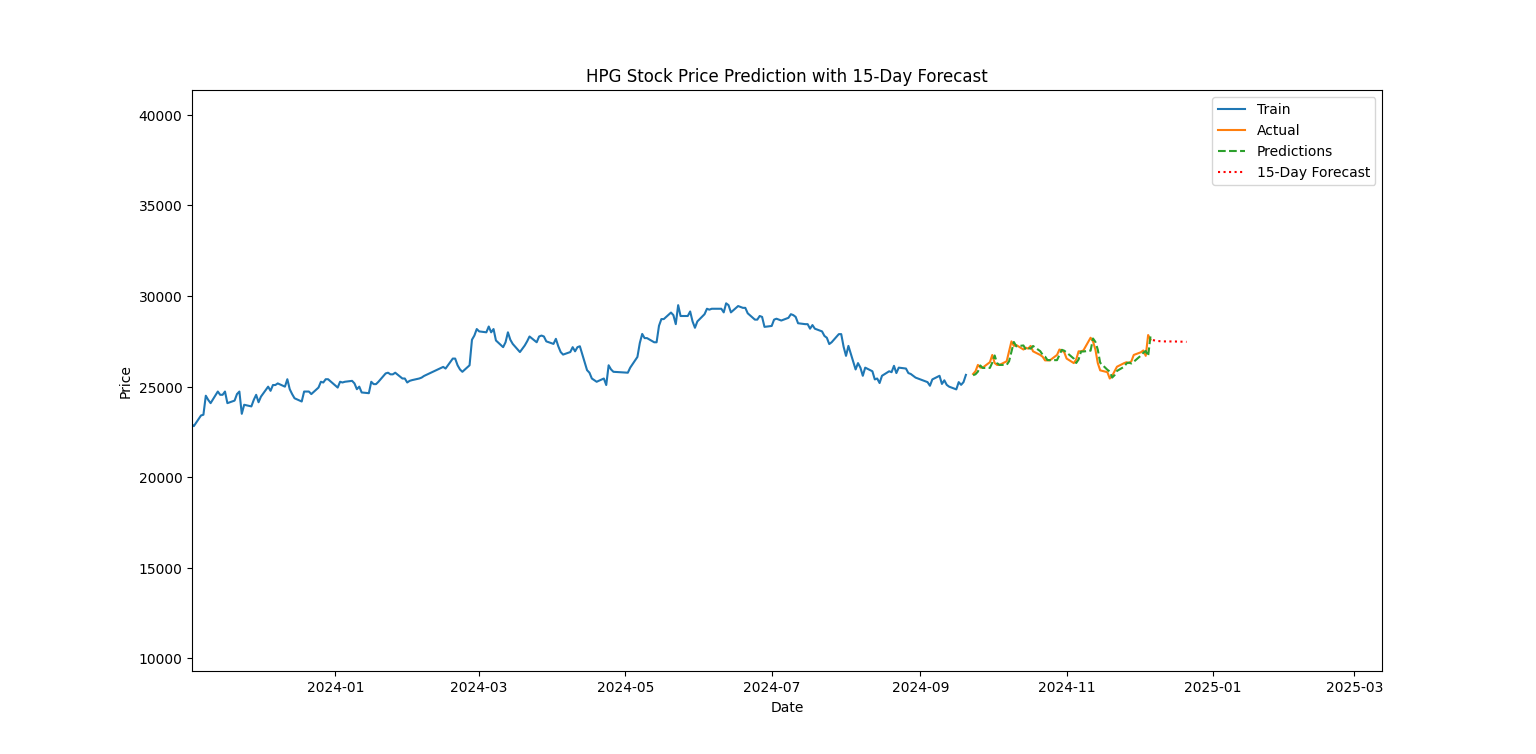 HPG Stock Price Prediction with 15-Day Forecast
Train
Actual
Predictions
15-Day Forecast
Price
40000
35000
30000
25000
20000
15000
10000
2024-01
2024-03
2024-05
2024-07
2024-09
2024-11
2025-01
2025-03
Date